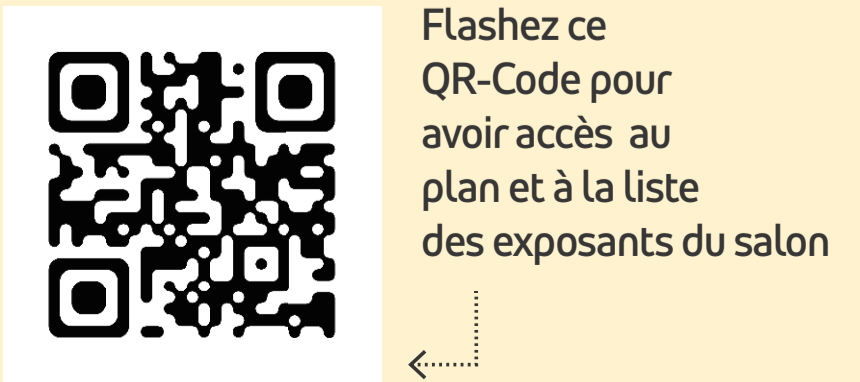 Flashez ce
QR-Code pour
avoir accès au
plan et à la liste
des exposants du salon